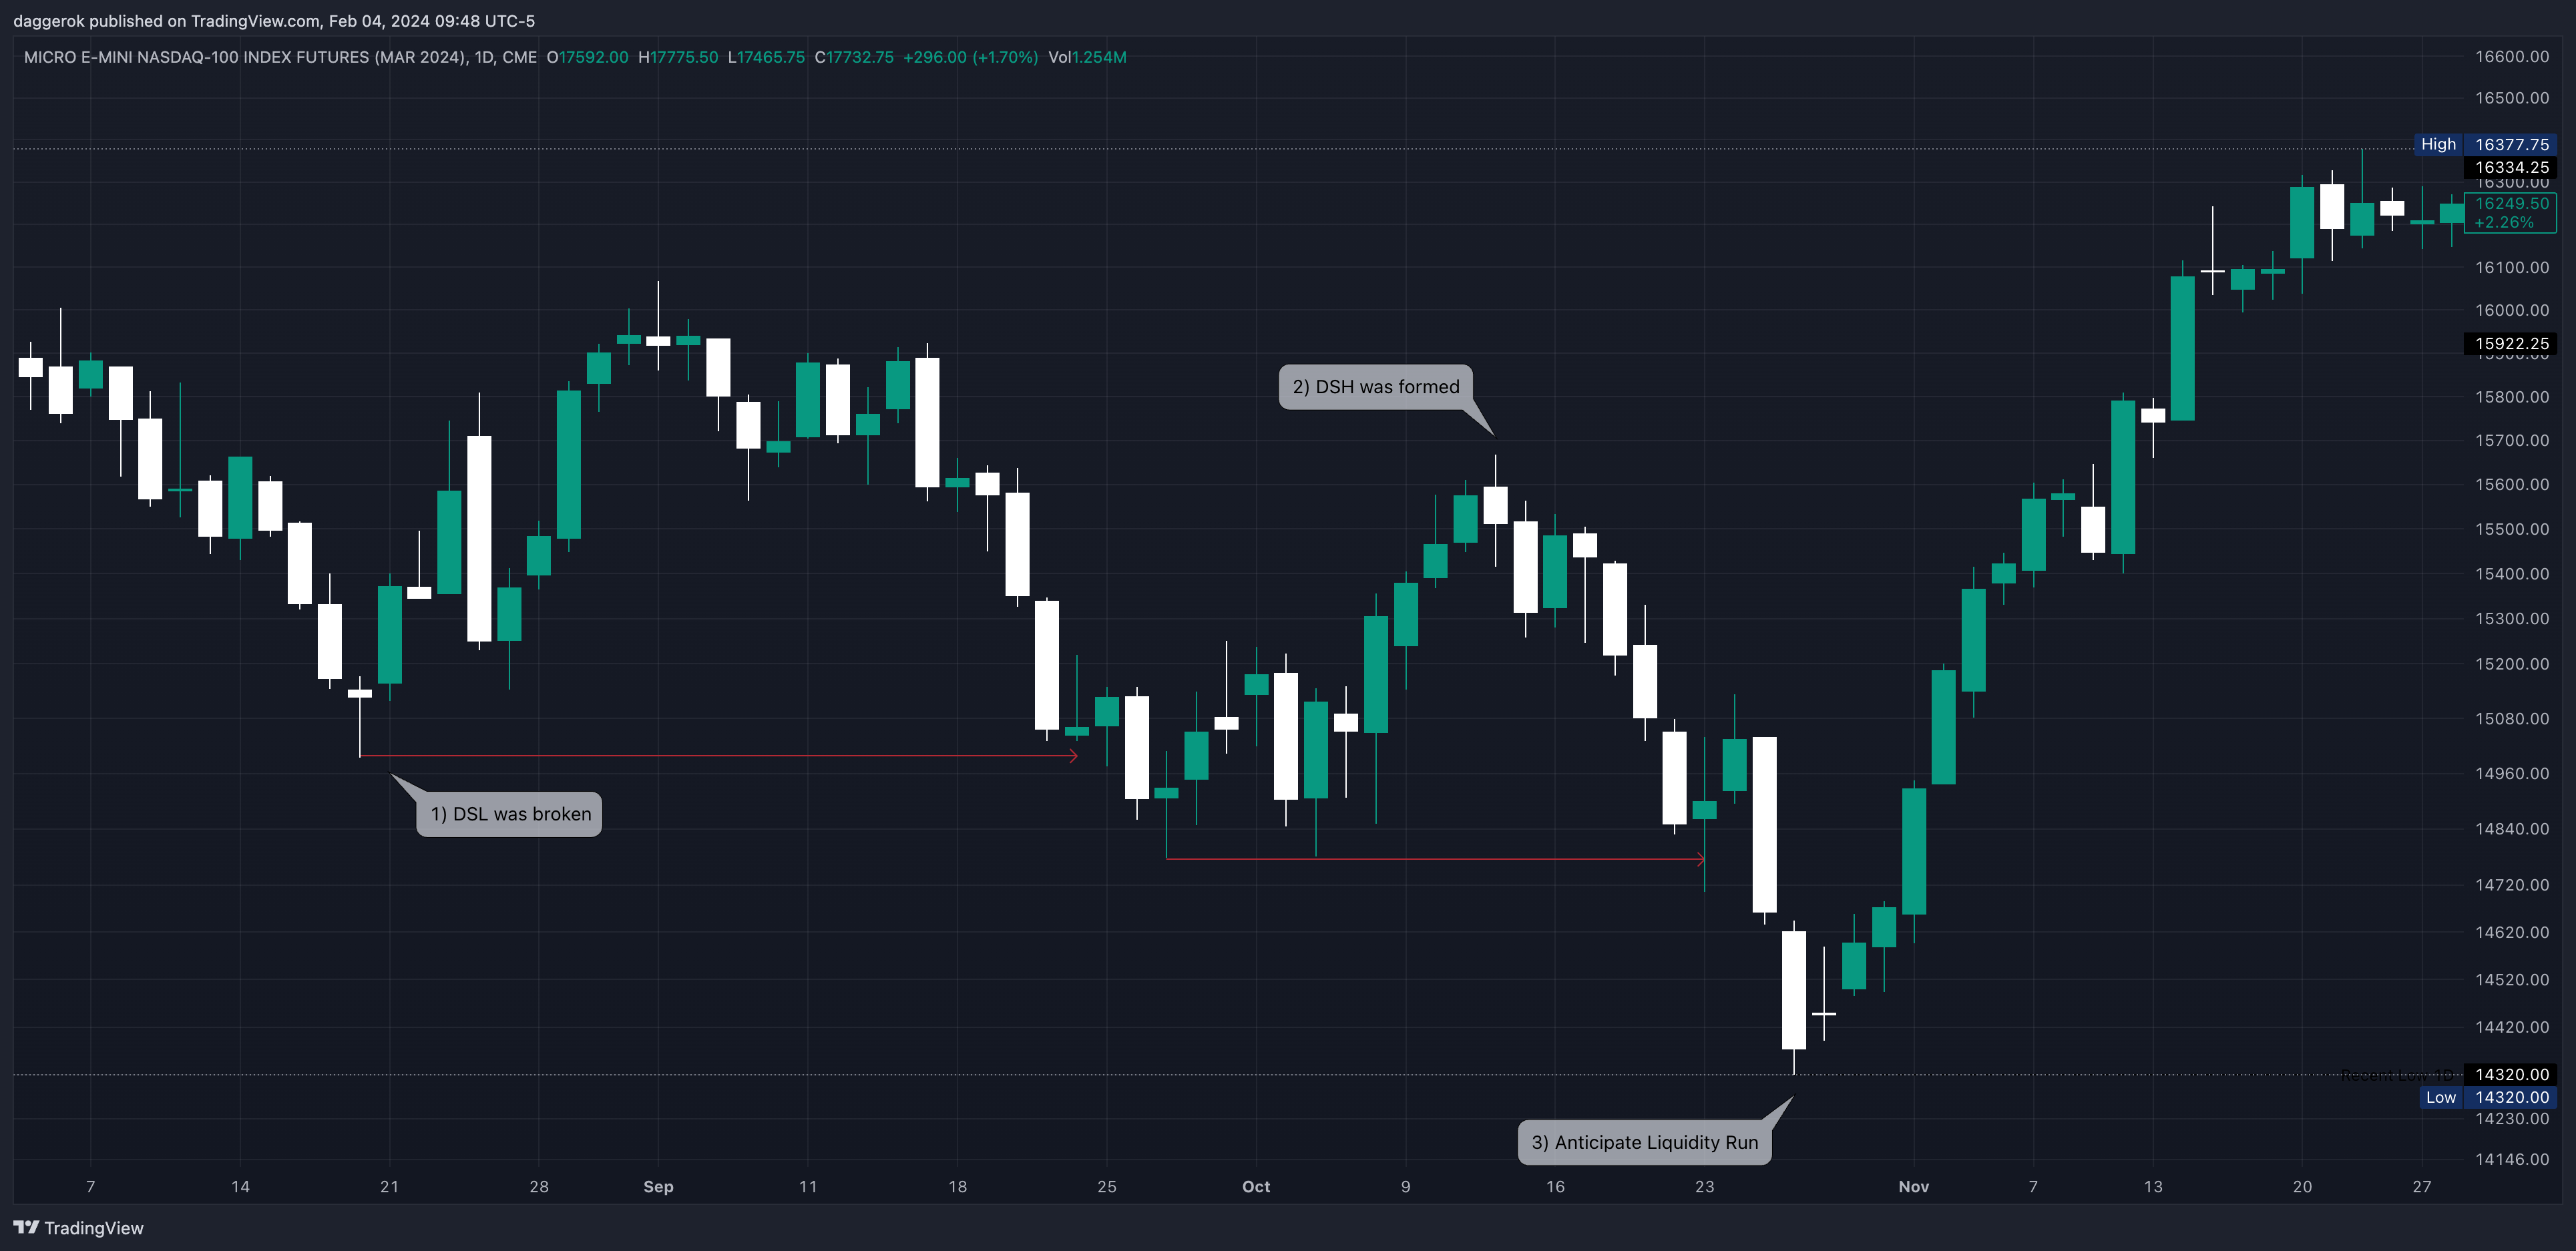 daggerok published on TradingView.com, Feb 04, 2024 09:48 UTC-5
MICRO E-MINI NASDAQ-100 INDEX FUTURES (MAR 2024), 1D, CME O17592.00 H17775.50 L17465.75 C17732.75 +296.00 (+1.70%) Vol1.254M
16600.00
16500.00
High 16377.75
16334.25
16300.00
16249.50
+2.26%
16100.00
16000.00
15922.25
15900.00
15800.00
15700.00
15600.00
15500.00
15400.00
15300.00
15200.00
15080.00
14960.00
14840.00
14720.00
14620.00
14520.00
14420.00
Recent Low 1D 14320.00
Low 14320.00
14230.00
14146.00
2) DSH was formed
1) DSL was broken
3) Anticipate Liquidity Run
7 14 21 28 Sep 11 18 25 Oct 9 16 23 Nov 7 13 20 27
TradingView